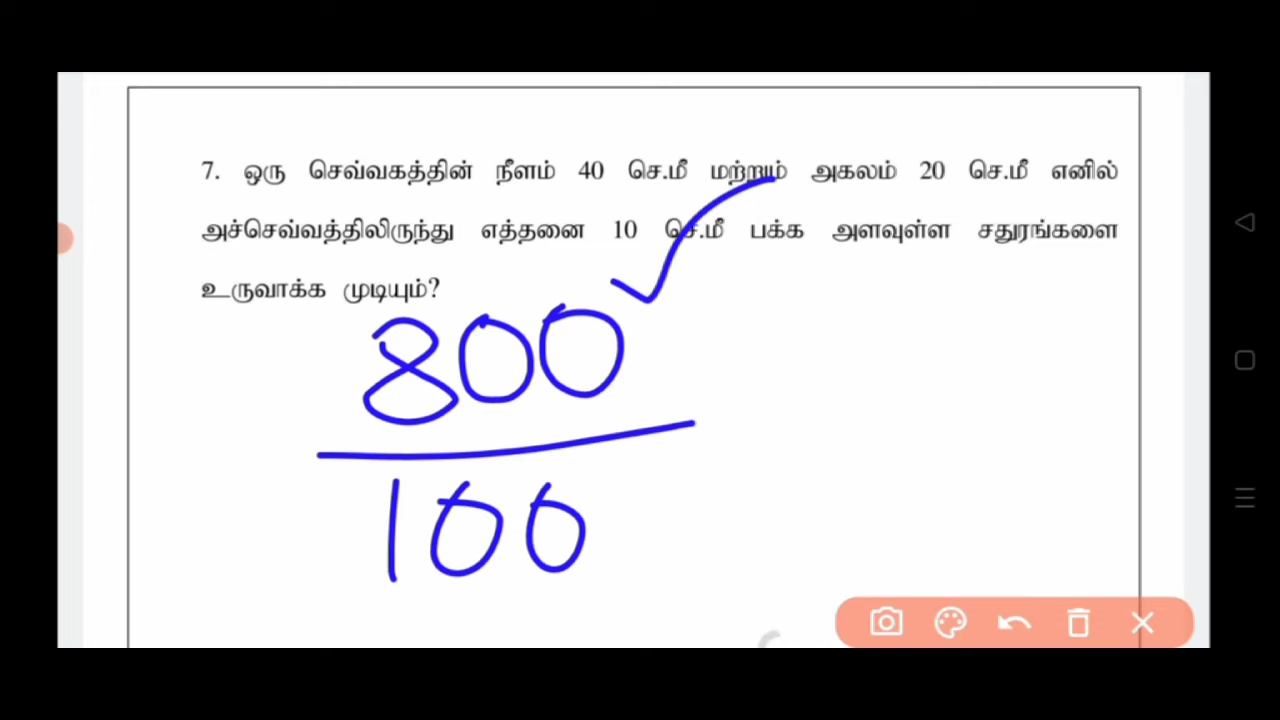 7. ஒரு செவ்வகத்தின் நீளம் 40 செ.மீ மற்றும் அகலம் 20 செ.மீ எனில்
அச்செவ்வத்திலிருந்து எத்தனை 10 செ.மீ பக்க அளவுள்ள சதுரங்களை
உருவாக்க முடியும்?
800
100